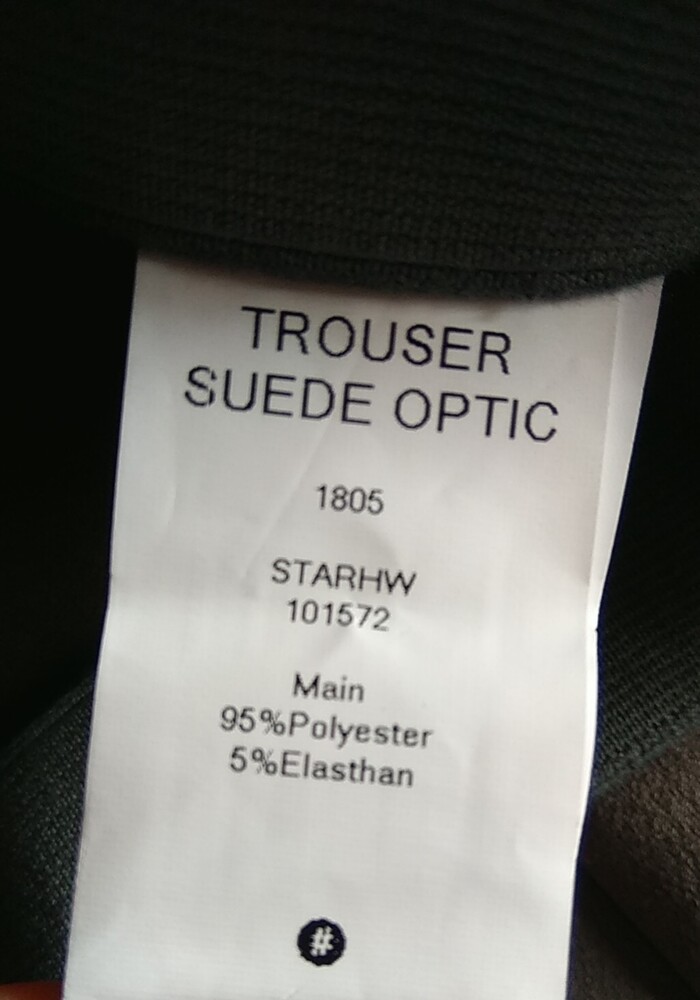 TROUSER
SUEDE OPTIC
1805
STARHW
101572
Main
95%Polyester
5%Elasthan
#